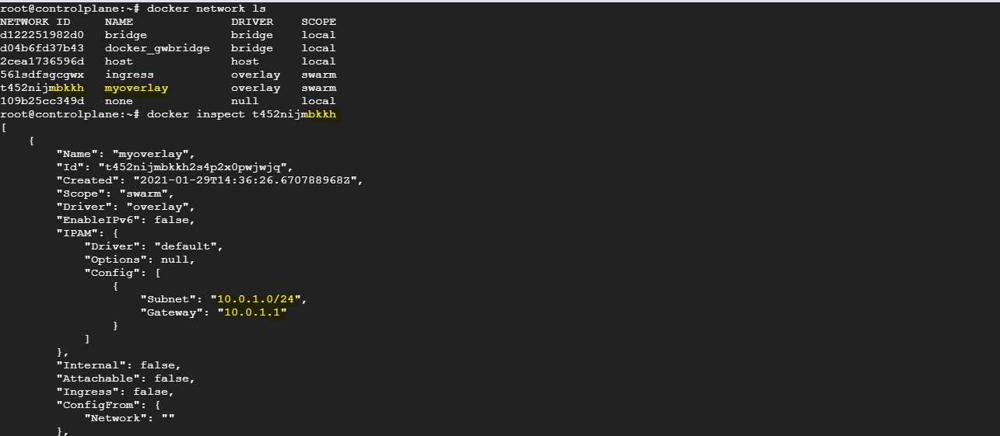 root@controlplane:~# docker network ls
NETWORK ID     NAME              DRIVER    SCOPE
d122251982d0   bridge            bridge    local
d04b6fd37b43   docker_gwbridge   bridge    local
2cea1736596d   host              host      local
56lsdfsgcgwx   ingress           overlay   swarm
t452nijmbkkh   myoverlay         overlay   swarm
109b25cc349d   none              null      local
root@controlplane:~# docker inspect t452nijmbkkh
[
    {
        "Name": "myoverlay",
        "Id": "t452nijmbkkh2s4p2x0pwjwjq",
        "Created": "2021-01-29T14:36:26.670788968Z",
        "Scope": "swarm",
        "Driver": "overlay",
        "EnableIPv6": false,
        "IPAM": {
            "Driver": "default",
            "Options": null,
            "Config": [
                {
                    "Subnet": "10.0.1.0/24",
                    "Gateway": "10.0.1.1"
                }
            ]
        },
        "Internal": false,
        "Attachable": false,
        "Ingress": false,
        "ConfigFrom": {
            "Network": ""
        },